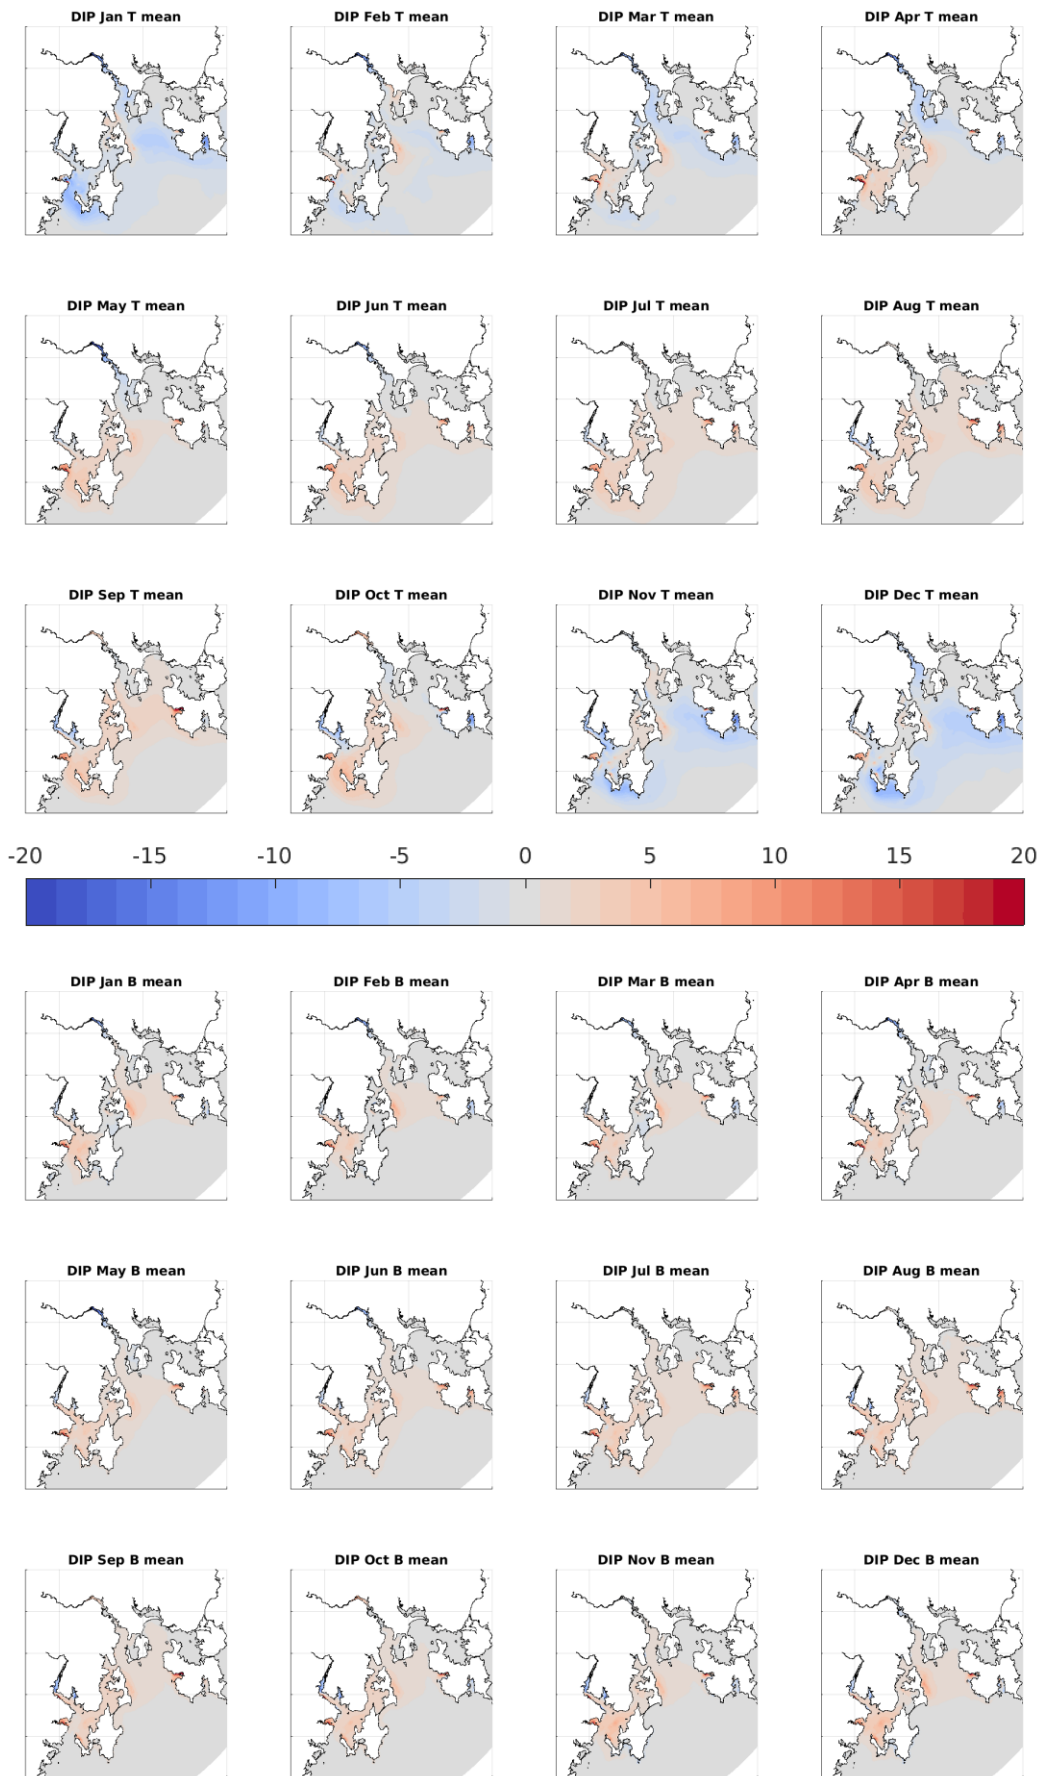 DIP Jan T mean DIP Feb T mean DIP Mar T mean DIP Apr T mean
DIP May T mean DIP Jun T mean DIP Jul T mean DIP Aug T mean
DIP Sep T mean DIP Oct T mean DIP Nov T mean DIP Dec T mean
-20 -15 -10 -5 0 5 10 15 20
DIP Jan B mean DIP Feb B mean DIP Mar B mean DIP Apr B mean
DIP May B mean DIP Jun B mean DIP Jul B mean DIP Aug B mean
DIP Sep B mean DIP Oct B mean DIP Nov B mean DIP Dec B mean